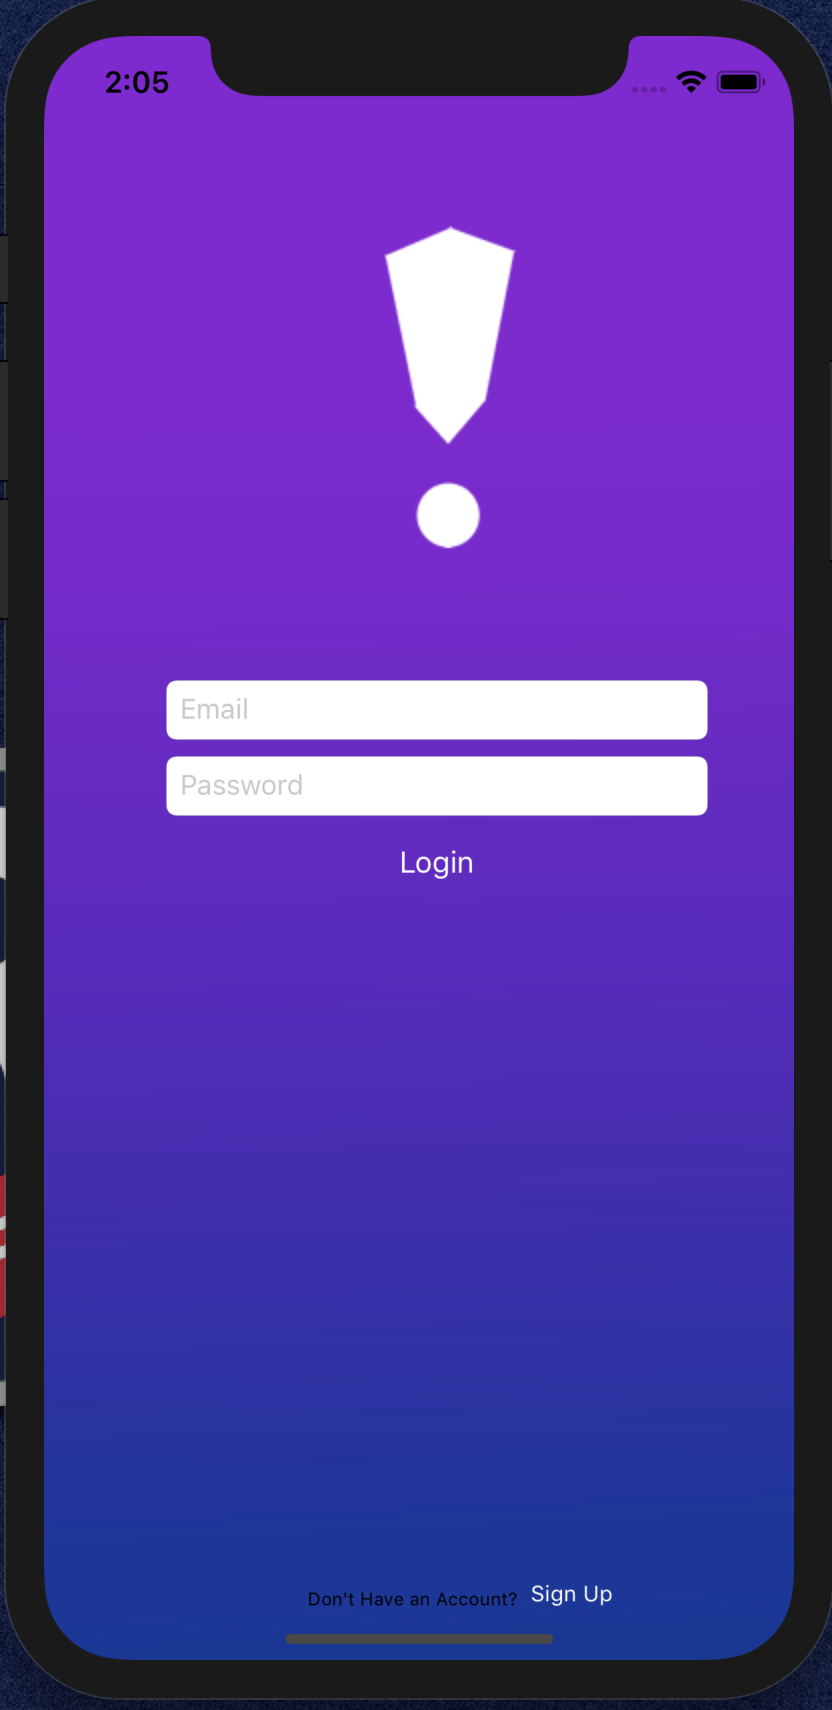 2:05
Email
Password
Login
Don't Have an Account? Sign Up